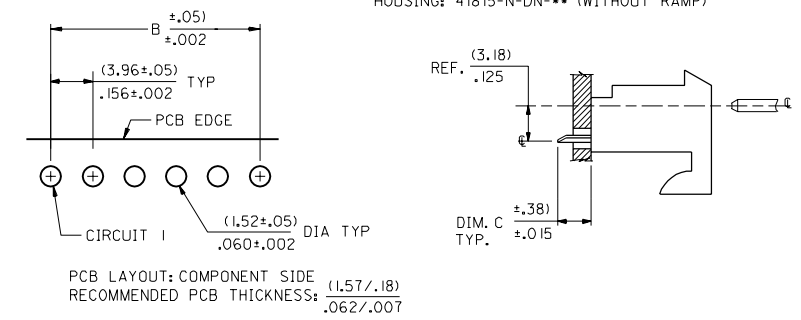 HOUSING: 41815-N-DN-** (WITHOUT RAMP)
B ±.05)
±.002
(3.96±.05)
.156±.002 TYP
PCB EDGE
CIRCUIT 1
(1.52±.05)
.060±.002 DIA TYP
PCB LAYOUT: COMPONENT SIDE
RECOMMENDED PCB THICKNESS: (1.57/.18)
.062/.007
REF. (3.18)
.125
℄
℄
DIM. C ±.38)
TYP. ±.015